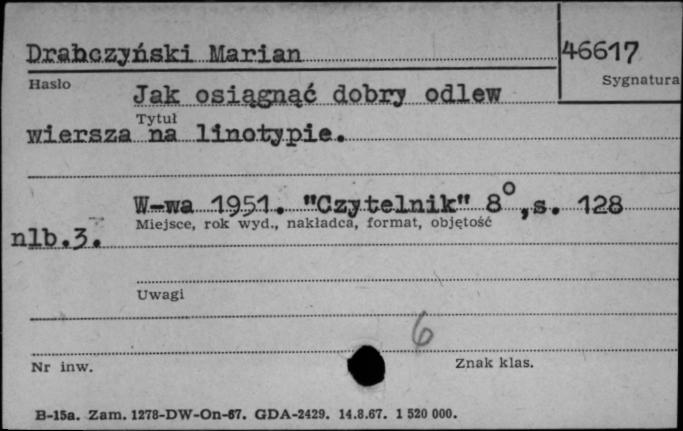 Drabczyński Marian
46617
Hasło
Sygnatura
Jak osiągnąć dobry odlew
Tytuł
wiersza na linotypie.
W-wa 1951. "Czytelnik" 8°,s. 128
Miejsce, rok wyd., nakładca, format, objętość
nlb.3.
Uwagi
6
Nr inw.
Znak klas.
B-15a. Zam. 1278-DW-On-67. GDA-2429. 14.8.67. 1 520 000.